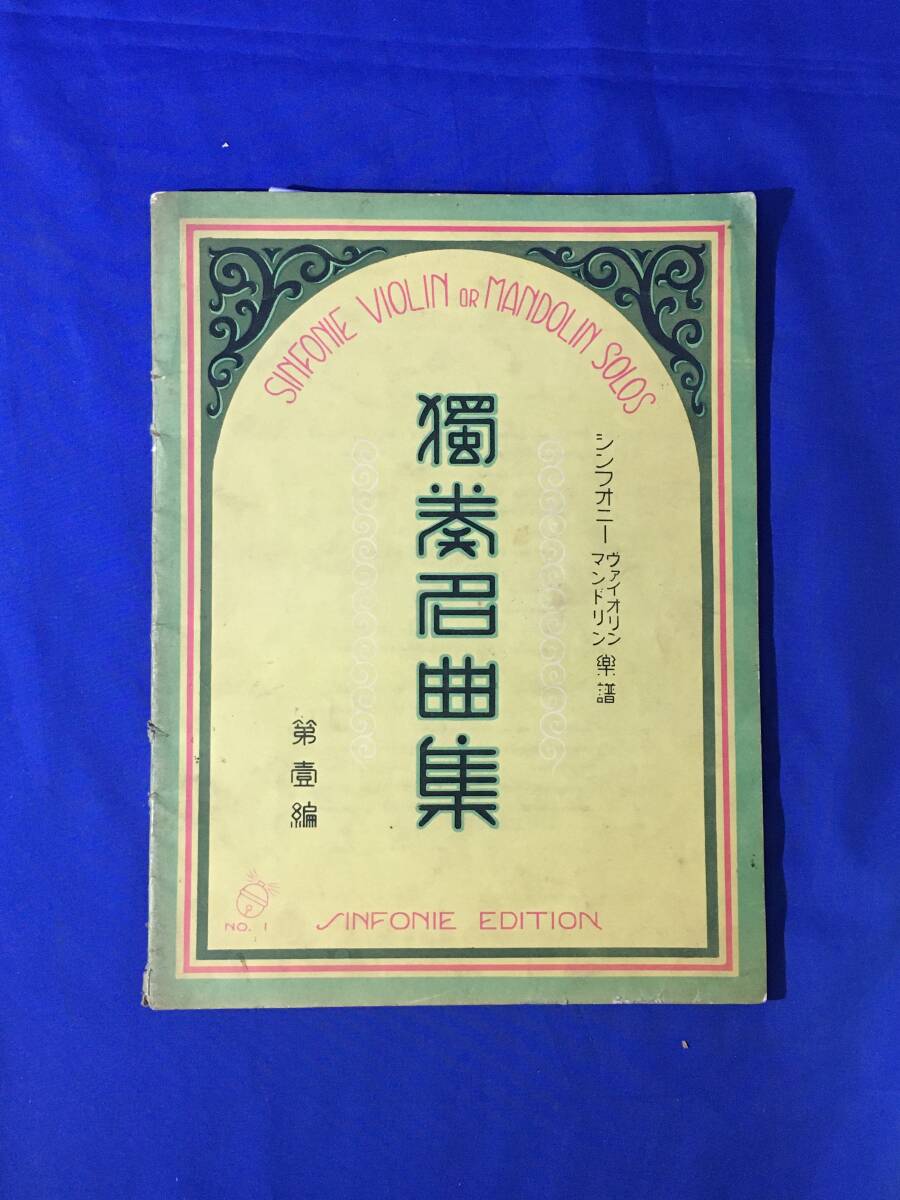 SINFONIE VIOLIN OR MANDOLIN SOLOS
シンフオニー ヴァイオリン マンドリン 樂譜
獨奏名曲集
第壹編
NO. 1
SINFONIE EDITION